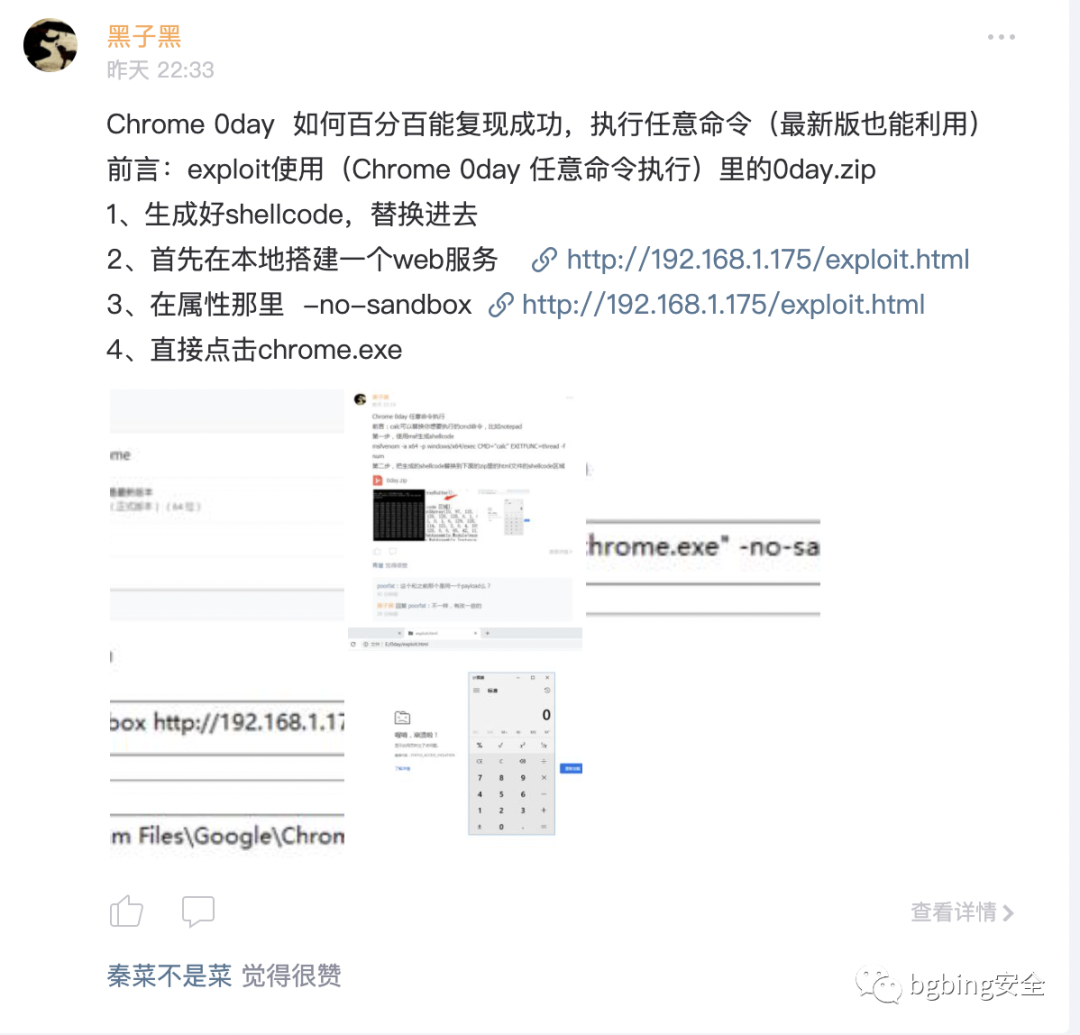 黑子黑
昨天 22:33
Chrome 0day 如何百分百能复现成功，执行任意命令（最新版也能利用）
前言：exploit使用（Chrome 0day 任意命令执行）里的0day.zip
1、生成好shellcode，替换进去
2、首先在本地搭建一个web服务 http://192.168.1.175/exploit.html
3、在属性那里 –no–sandbox http://192.168.1.175/exploit.html
4、直接点击chrome.exe
ome
（正式版本）（64 位）
box http://192.168.1.17
m Files\Google\Chrom
Chrome 0day 任意命令执行
0day.zip
hrome.exe" -no-sa
0
7 8 9
4 5 6
1 2 3
0
查看详情
秦菜不是菜 觉得很赞
bgbing安全